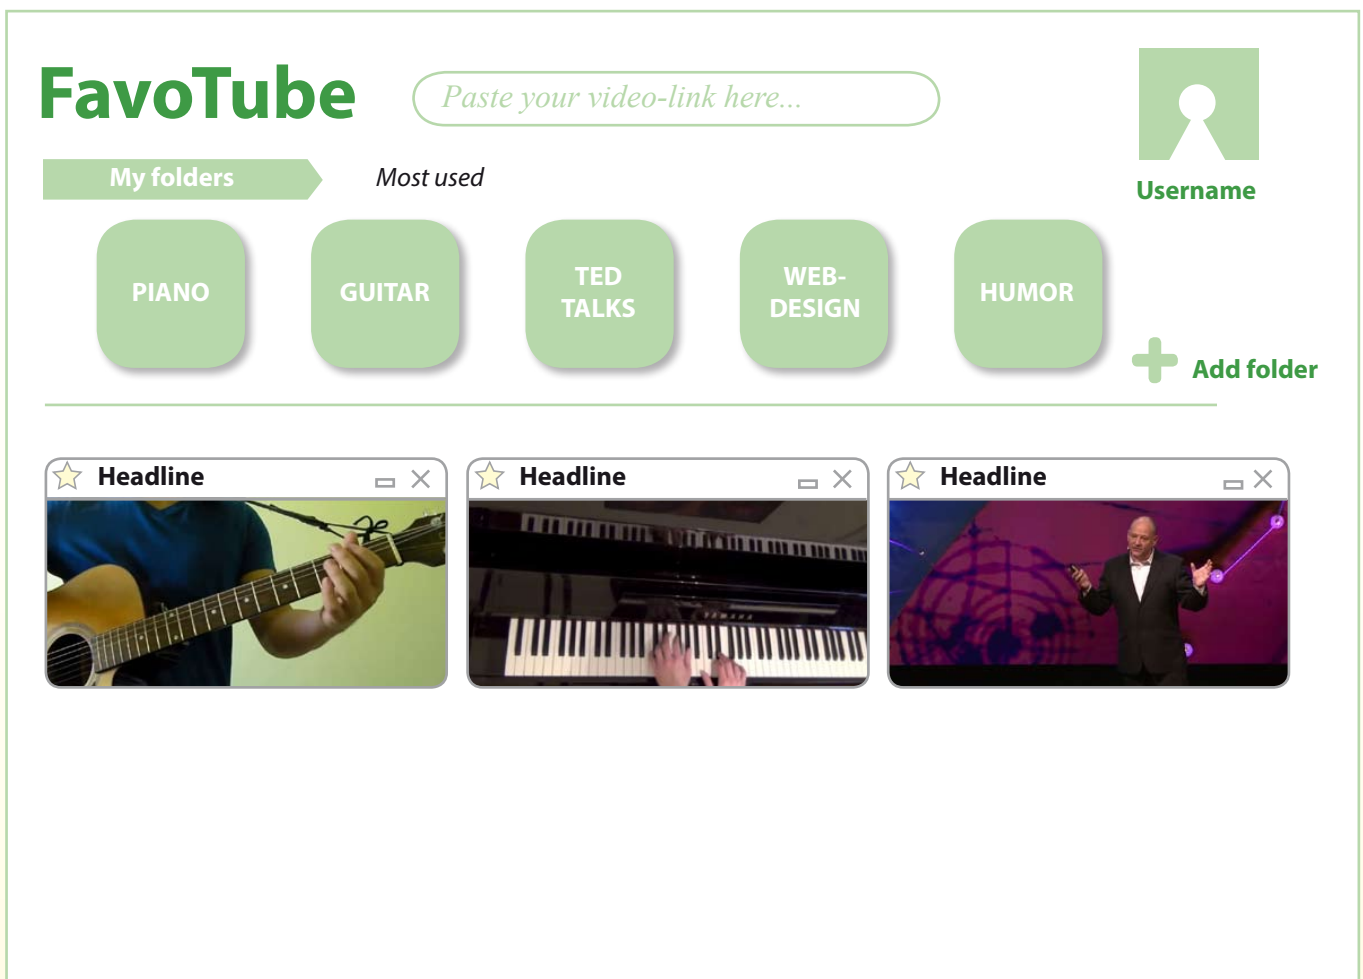 FavoTube
Paste your video-link here...
Username
My folders
Most used
PIANO
GUITAR
TED
TALKS
WEB-
DESIGN
HUMOR
Add folder
Headline
Headline
Headline
YAMAHA